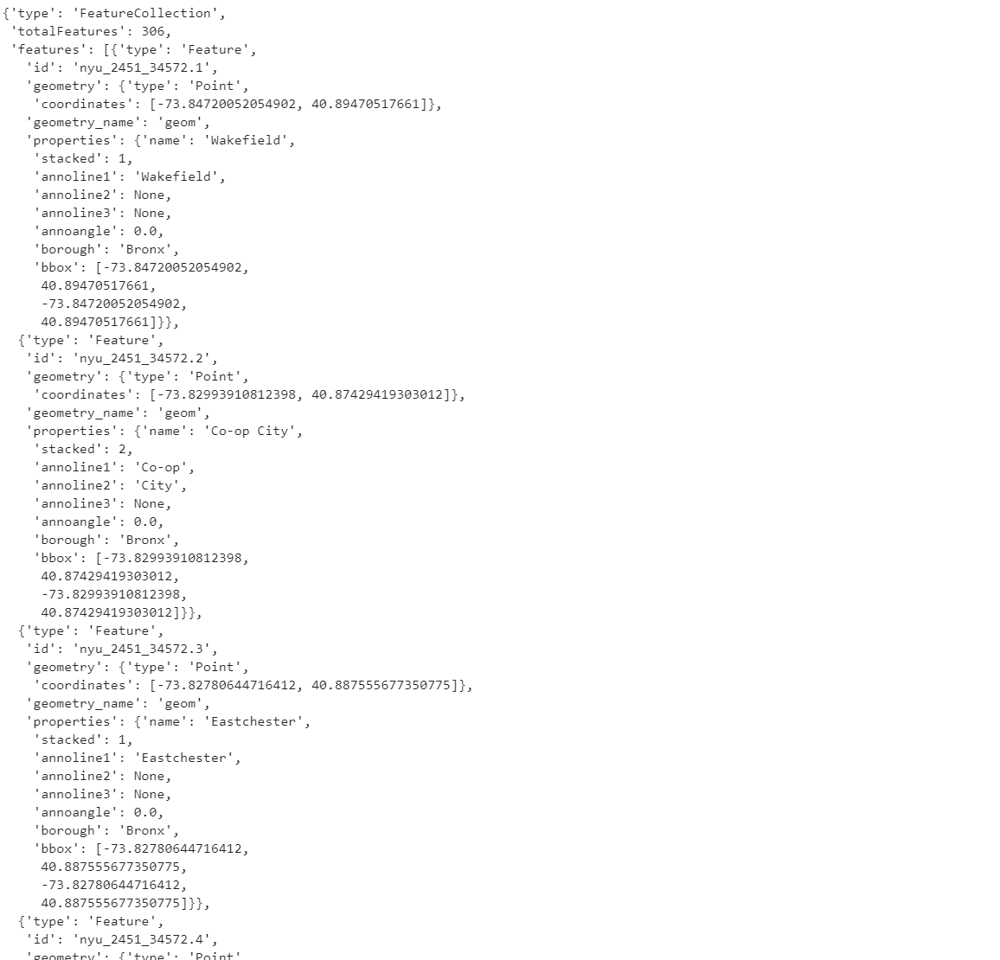 {'type': 'FeatureCollection',
'totalFeatures': 306,
'features': [{'type': 'Feature',
'id': 'nyu_2451_34572.1',
'geometry': {'type': 'Point',
'coordinates': [-73.84720052054902, 40.89470517661]},
'geometry_name': 'geom',
'properties': {'name': 'Wakefield',
'stacked': 1,
'annoline1': 'Wakefield',
'annoline2': None,
'annoline3': None,
'annoangle': 0.0,
'borough': 'Bronx',
'bbox': [-73.84720052054902,
40.89470517661,
-73.84720052054902,
40.89470517661]}},
{'type': 'Feature',
'id': 'nyu_2451_34572.2',
'geometry': {'type': 'Point',
'coordinates': [-73.82993910812398, 40.87429419303012]},
'geometry_name': 'geom',
'properties': {'name': 'Co-op City',
'stacked': 2,
'annoline1': 'Co-op',
'annoline2': 'City',
'annoline3': None,
'annoangle': 0.0,
'borough': 'Bronx',
'bbox': [-73.82993910812398,
40.87429419303012,
-73.82993910812398,
40.87429419303012]}},
{'type': 'Feature',
'id': 'nyu_2451_34572.3',
'geometry': {'type': 'Point',
'coordinates': [-73.82780644716412, 40.887555677350775]},
'geometry_name': 'geom',
'properties': {'name': 'Eastchester',
'stacked': 1,
'annoline1': 'Eastchester',
'annoline2': None,
'annoline3': None,
'annoangle': 0.0,
'borough': 'Bronx',
'bbox': [-73.82780644716412,
40.887555677350775,
-73.82780644716412,
40.887555677350775]}},
{'type': 'Feature',
'id': 'nyu_2451_34572.4',
'geometry': {'type': 'Point'